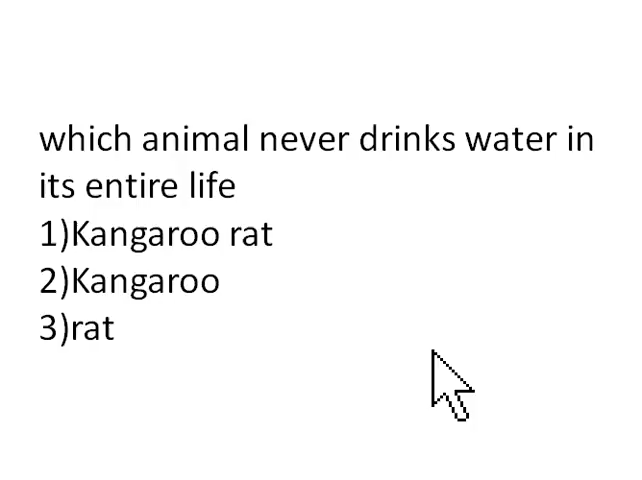 which animal never drinks water in
its entire life
1)Kangaroo rat
2)Kangaroo
3)rat